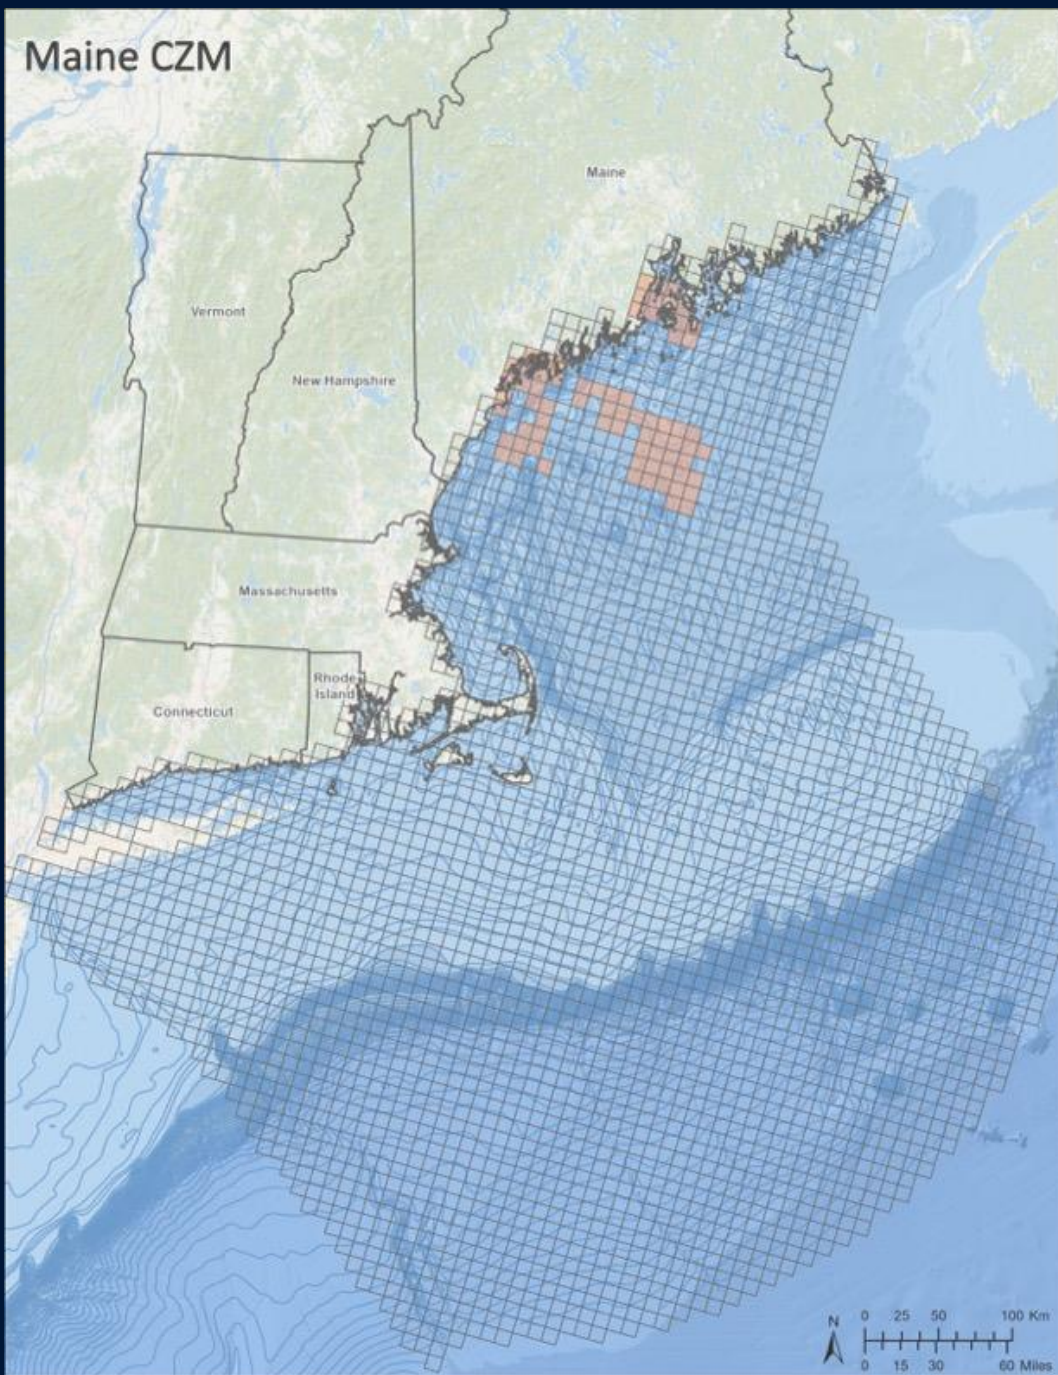 Maine CZM
Maine
Vermont
New Hampshire
Massachusetts
Rhode
Island
Connecticut
N
0 25 50 100 Km
0 15 30 60 Miles